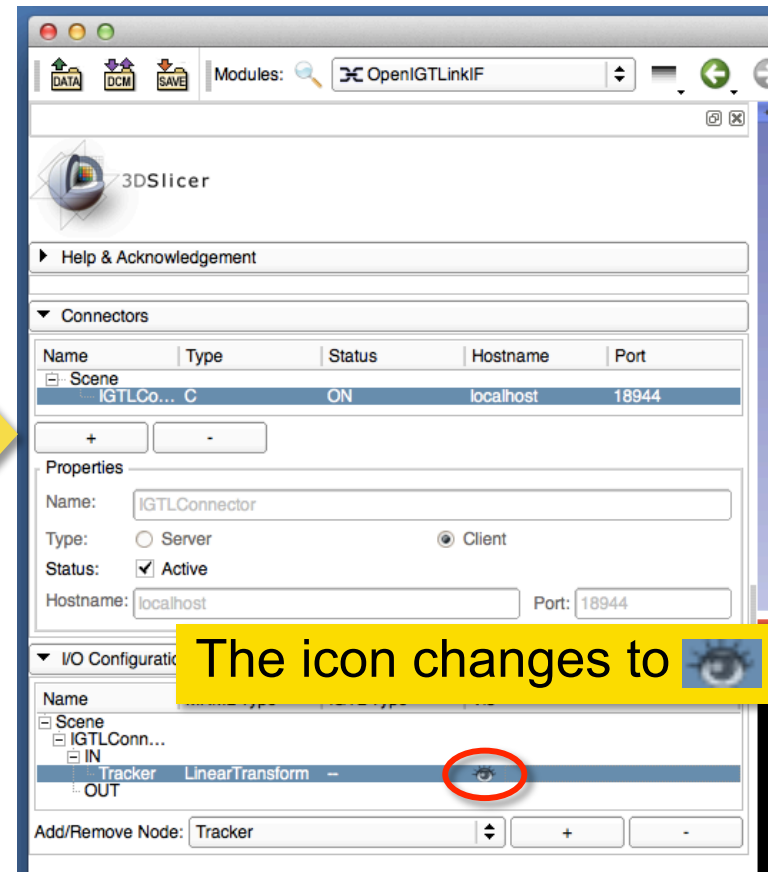 DATA DCM SAVE Modules: OpenIGTLinkIF
3DSlicer
Help & Acknowledgement
Connectors
Name Type Status Hostname Port
Scene
IGTLCo... C ON localhost 18944
+ -
Properties
Name: IGTLConnector
Type: Server Client
Status: Active
Hostname: localhost Port: 18944
I/O Configuratio
The icon changes to
Name
Scene
IGTLConn...
IN
Tracker LinearTransform --
OUT
Add/Remove Node: Tracker + -